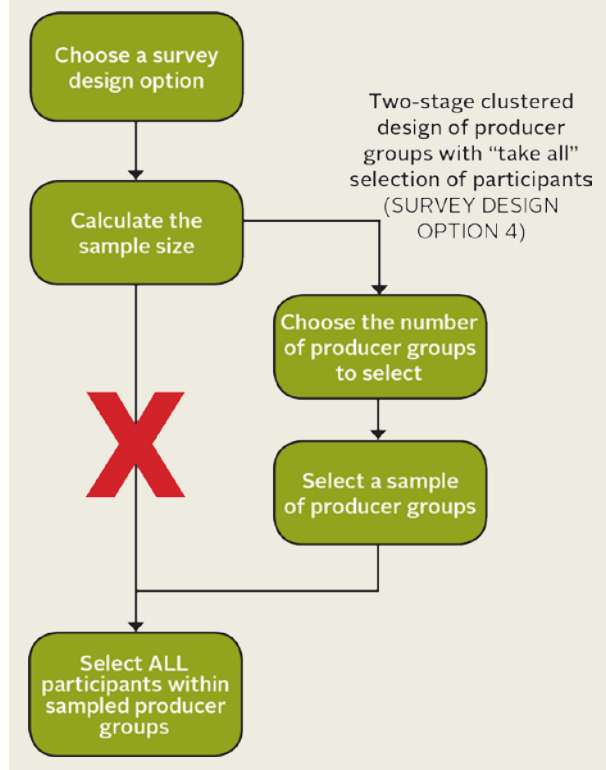 Choose a survey
design option
Two-stage clustered
design of producer
groups with “take all”
selection of participants
(SURVEY DESIGN
OPTION 4)
Calculate the
sample size
Choose the number
of producer groups
to select
X
Select a sample
of producer groups
Select ALL
participants within
sampled producer
groups